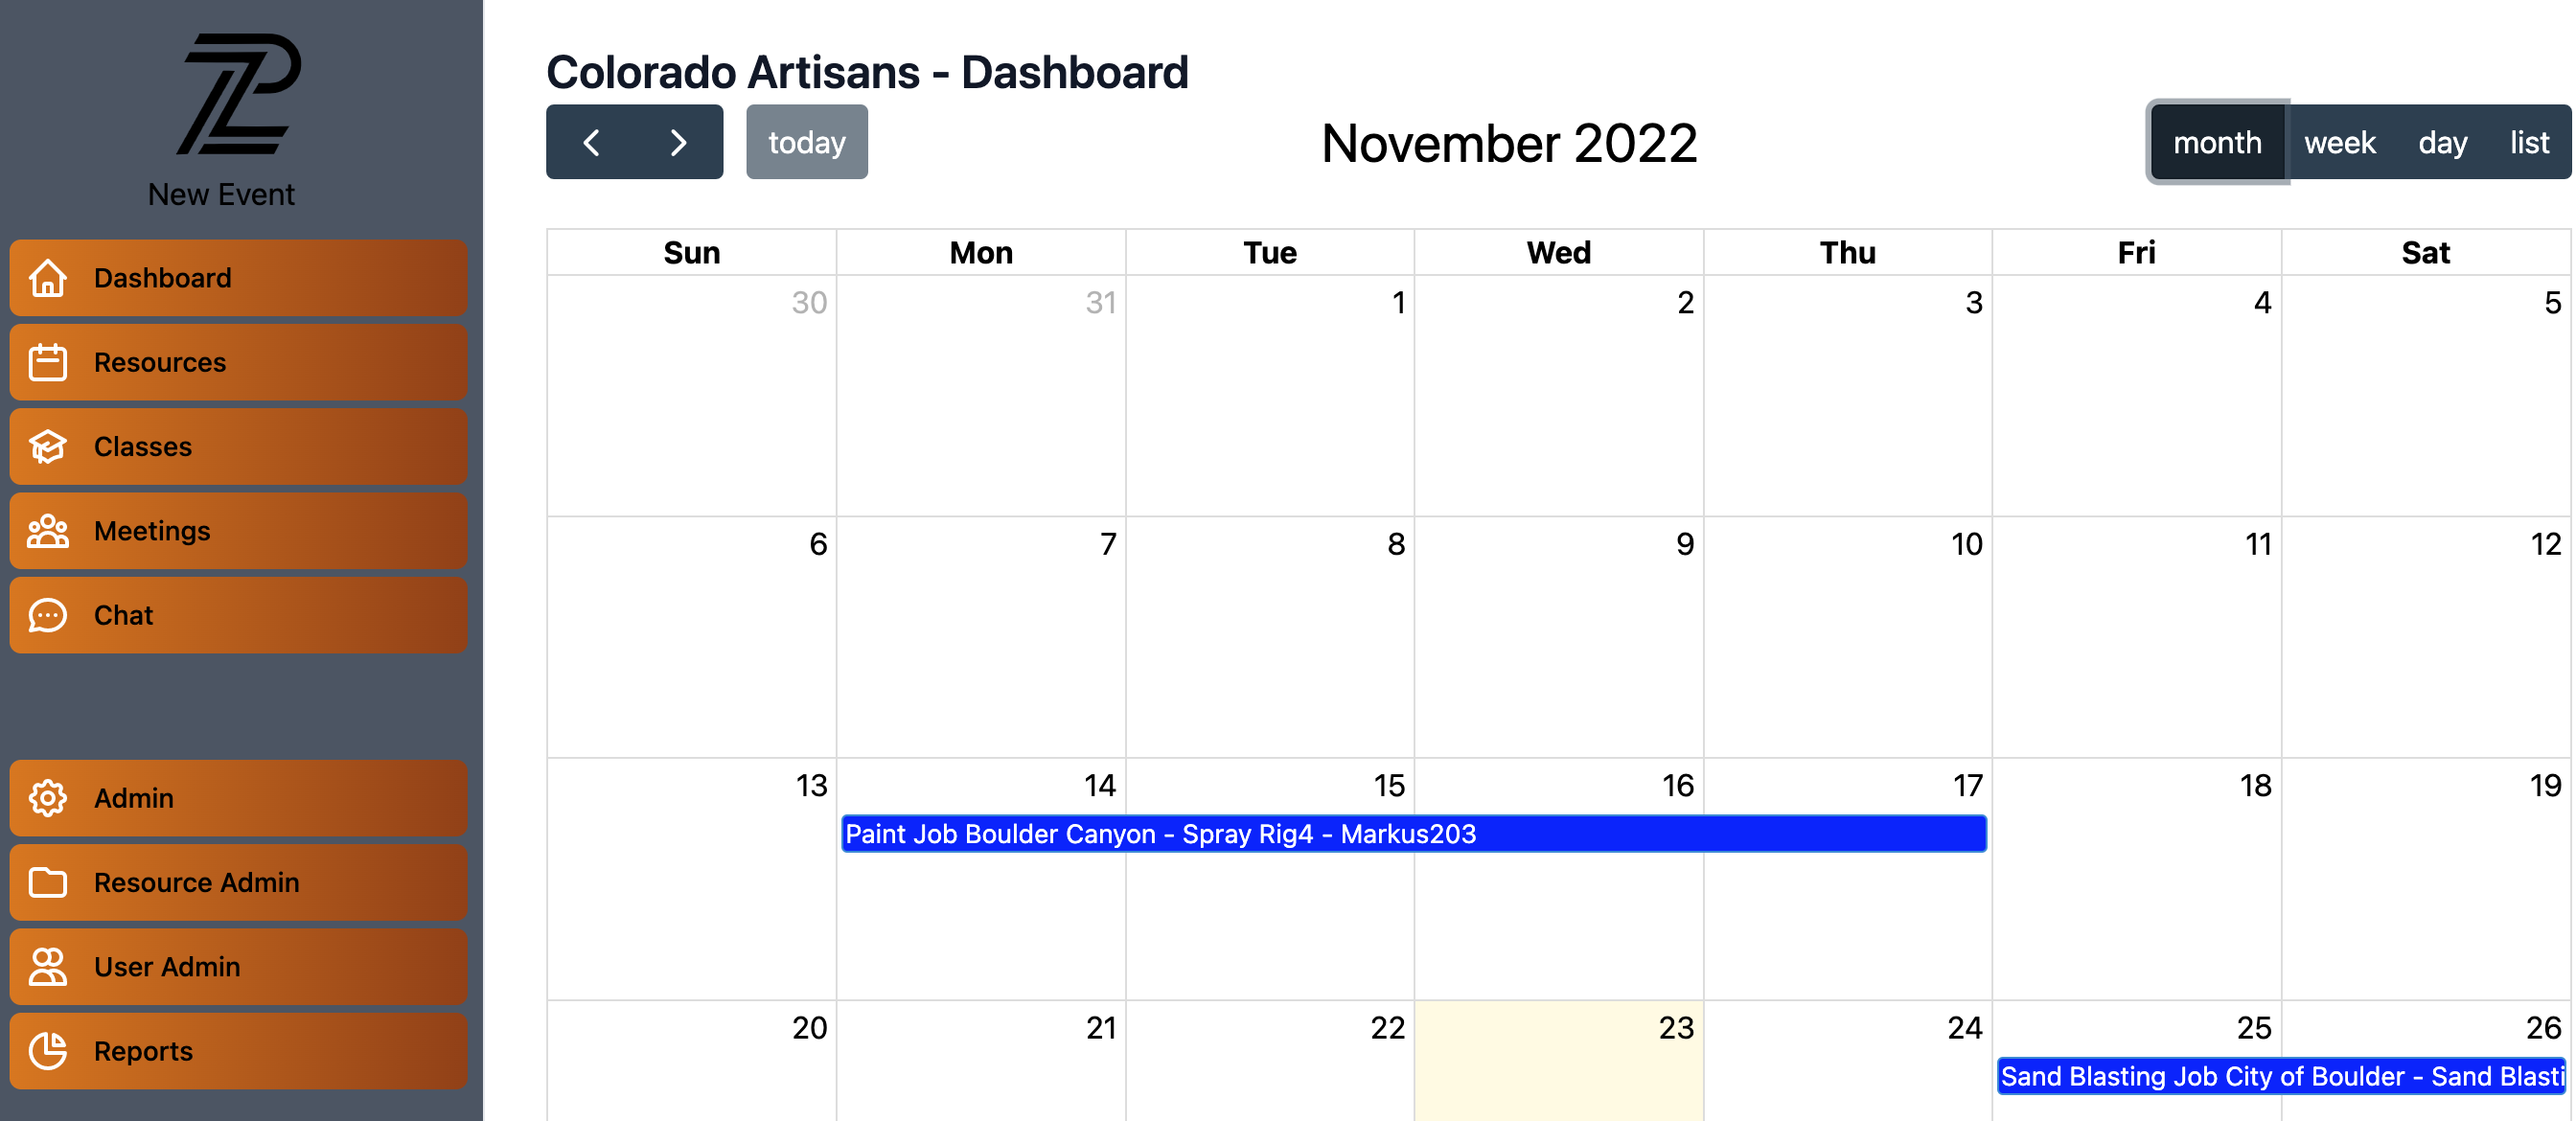 New Event
Dashboard
Resources
Classes
Meetings
Chat
Admin
Resource Admin
User Admin
Reports
Colorado Artisans - Dashboard
today
November 2022
month week day list
Sun Mon Tue Wed Thu Fri Sat
30 31 1 2 3 4 5
6 7 8 9 10 11 12
13 14 15 16 17 18 19
Paint Job Boulder Canyon - Spray Rig4 - Markus203
20 21 22 23 24 25 26
Sand Blasting Job City of Boulder - Sand Blasti